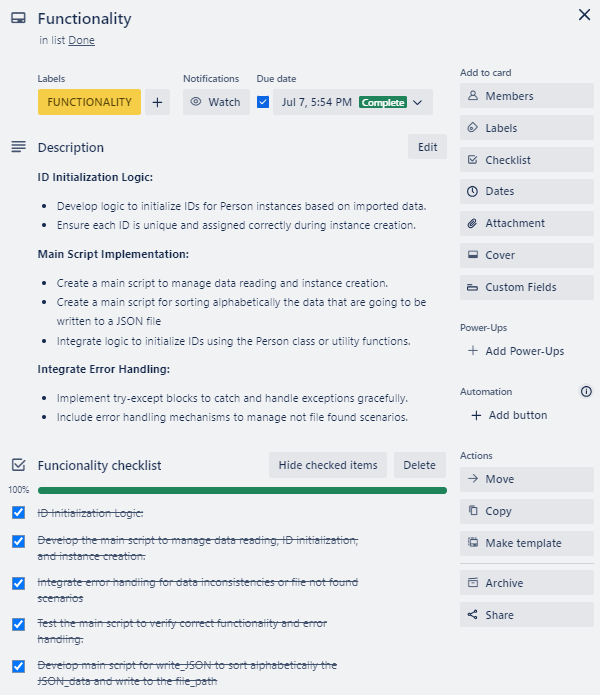 Functionality
in list Done
Labels
Notifications
Due date
FUNCTIONALITY
+
Watch
Jul 7, 5:54 PM Complete
Description
Edit
ID Initialization Logic:
• Develop logic to initialize IDs for Person instances based on imported data.
• Ensure each ID is unique and assigned correctly during instance creation.
Main Script Implementation:
• Create a main script to manage data reading and instance creation.
• Create a main script for sorting alphabetically the data that are going to be
written to a JSON file
• Integrate logic to initialize IDs using the Person class or utility functions.
Integrate Error Handling:
• Implement try-except blocks to catch and handle exceptions gracefully.
• Include error handling mechanisms to manage not file found scenarios.
Funcionality checklist
Hide checked items
Delete
100%
ID Initialization Logic:
Develop the main script to manage data reading, ID initialization,
and instance creation.
Integrate error handling for data inconsistencies or file not found
scenarios
Test the main script to verify correct functionality and error
handling.
Develop main script for write_JSON to sort alphabetically the
JSON_data and write to the file_path
Add to card
Members
Labels
Checklist
Dates
Attachment
Cover
Custom Fields
Power-Ups
+ Add Power-Ups
Automation
+ Add button
Actions
Move
Copy
Make template
Archive
Share